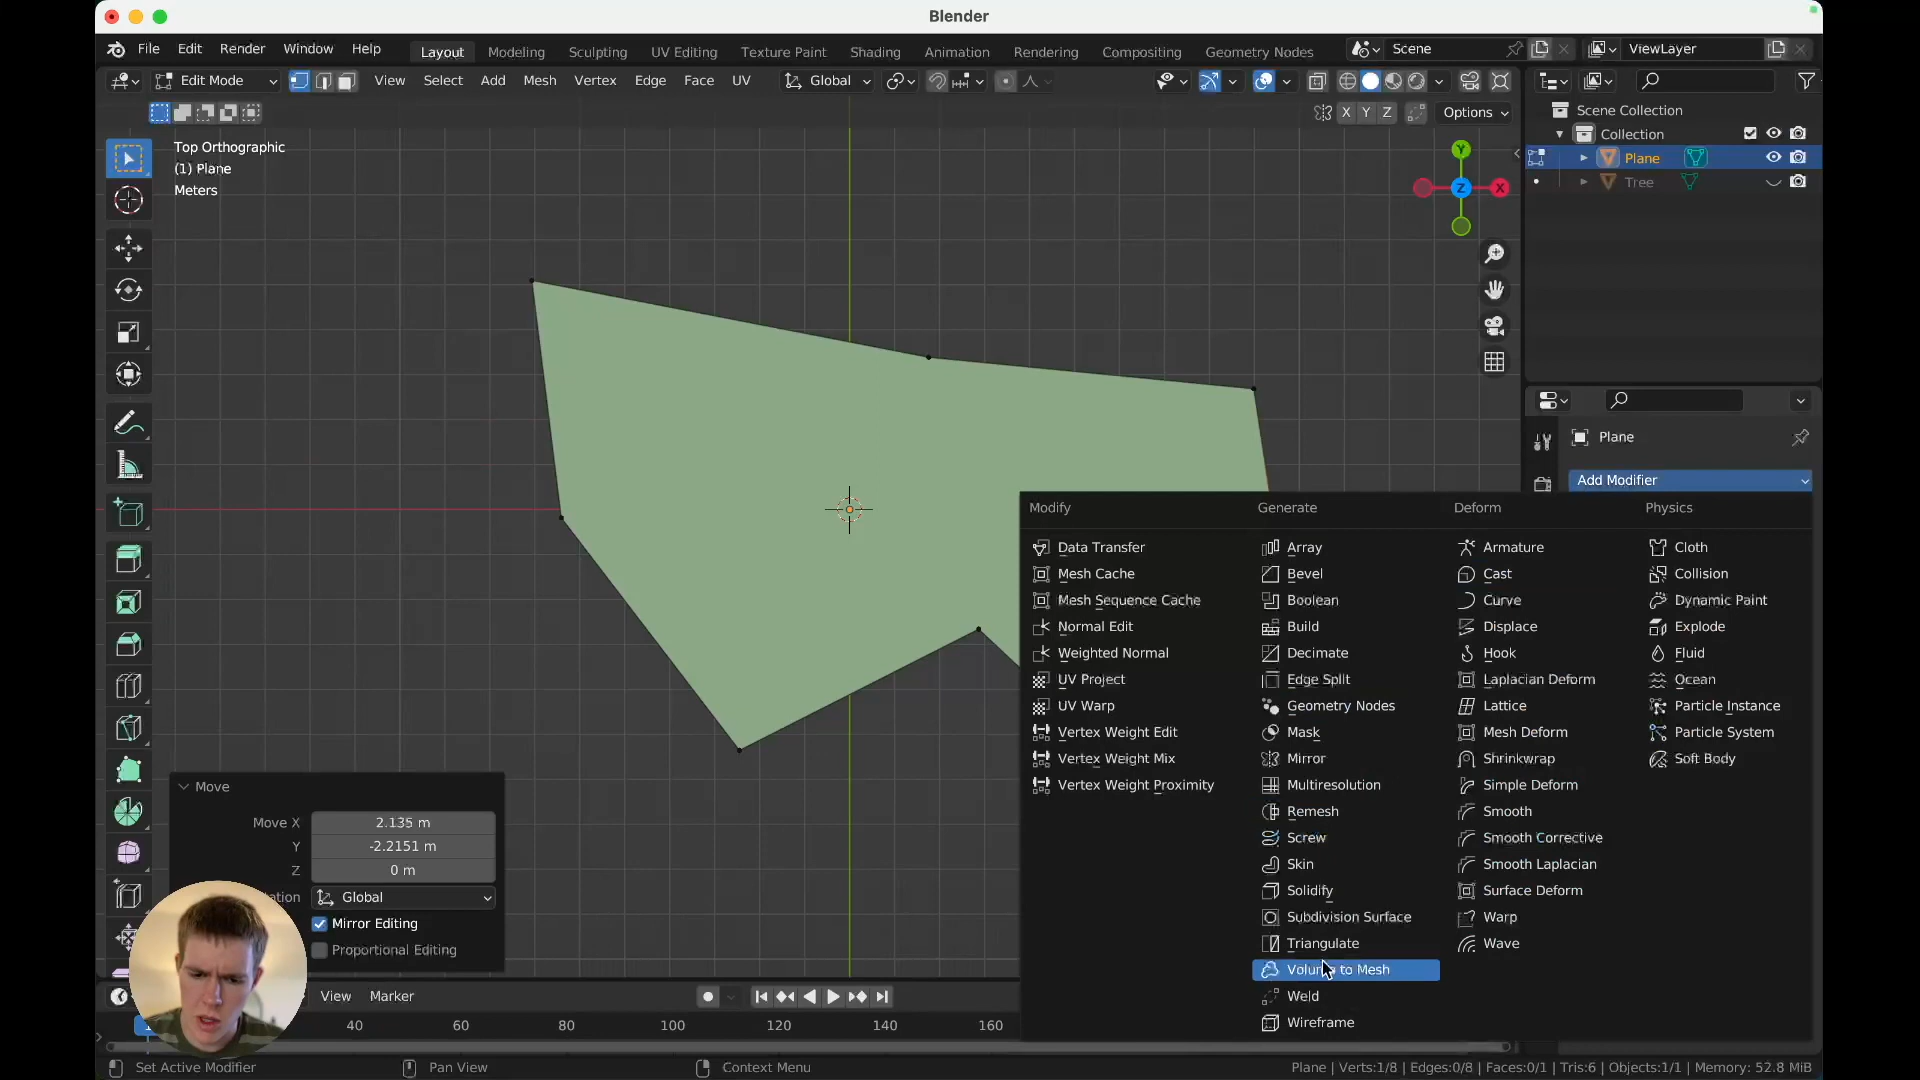 Blender
File Edit Render Window Help Layout Modeling Sculpting UV Editing Texture Paint Shading Animation Rendering Compositing Geometry Nodes Scene ViewLayer
Edit Mode View Select Add Mesh Vertex Edge Face UV Global
X Y Z Options
Scene Collection
Collection
Plane
Tree
Top Orthographic
(1) Plane
Meters
Y
Z X
Plane
Add Modifier
Modify Generate Deform Physics
Data Transfer Array Armature Cloth
Mesh Cache Bevel Cast Collision
Mesh Sequence Cache Boolean Curve Dynamic Paint
Normal Edit Build Displace Explode
Weighted Normal Decimate Hook Fluid
UV Project Edge Split Laplacian Deform Ocean
UV Warp Geometry Nodes Lattice Particle Instance
Vertex Weight Edit Mask Mesh Deform Particle System
Vertex Weight Mix Mirror Shrinkwrap Soft Body
Vertex Weight Proximity Multiresolution Simple Deform
Remesh Smooth
Screw Smooth Corrective
Skin Smooth Laplacian
Solidify Surface Deform
Subdivision Surface Warp
Triangulate Wave
Volume to Mesh
Weld
Wireframe
Move
Move X 2.135 m
Y -2.2151 m
Z 0 m
Global
Mirror Editing
Proportional Editing
View Marker
40 60 80 100 120 140 160
Set Active Modifier Pan View Context Menu Plane | Verts:1/8 | Edges:0/8 | Faces:0/1 | Tris:6 | Objects:1/1 | Memory: 52.8 MiB